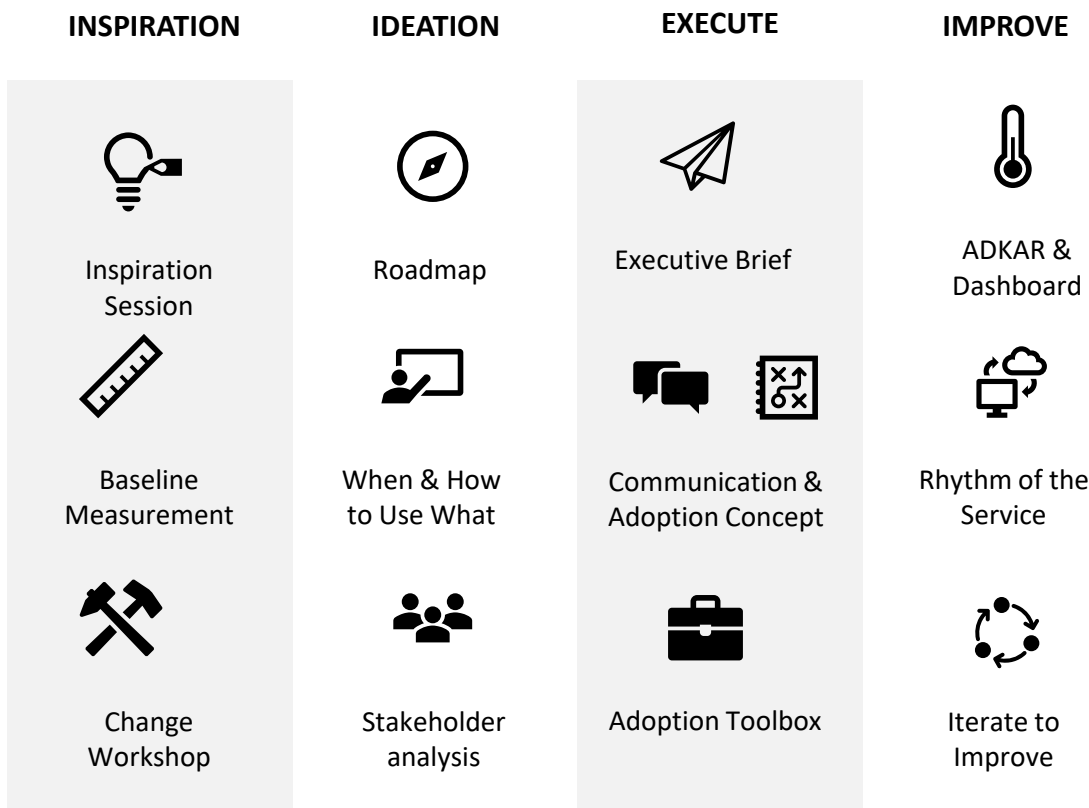 INSPIRATION
IDEATION
EXECUTE
IMPROVE
Inspiration
Session
Roadmap
Executive Brief
ADKAR &
Dashboard
Baseline
Measurement
When & How
to Use What
Communication &
Adoption Concept
Rhythm of the
Service
Change
Workshop
Stakeholder
analysis
Adoption Toolbox
Iterate to
Improve